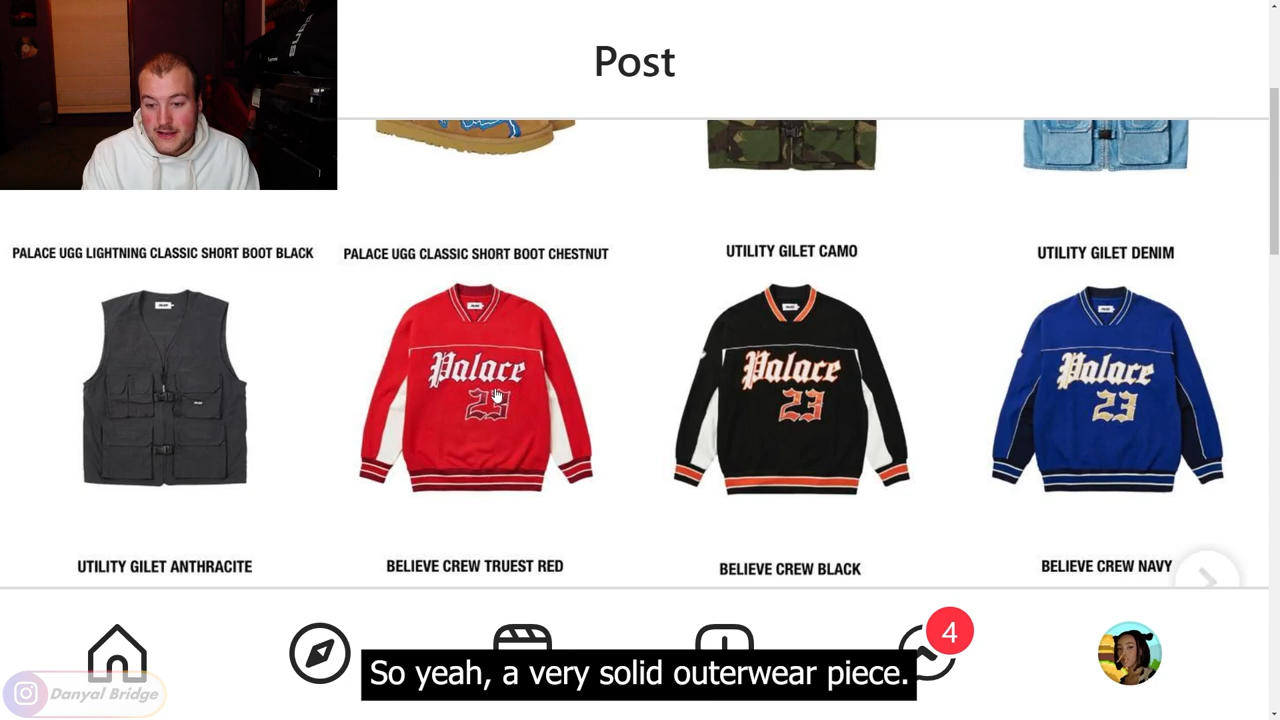 Post
PALACE UGG LIGHTNING CLASSIC SHORT BOOT BLACK
PALACE UGG CLASSIC SHORT BOOT CHESTNUT
UTILITY GILET CAMO
UTILITY GILET DENIM
Palace
23
Palace
23
Palace
23
UTILITY GILET ANTHRACITE
BELIEVE CREW TRUEST RED
BELIEVE CREW BLACK
BELIEVE CREW NAVY
4
So yeah, a very solid outerwear piece.
Danyal Bridge